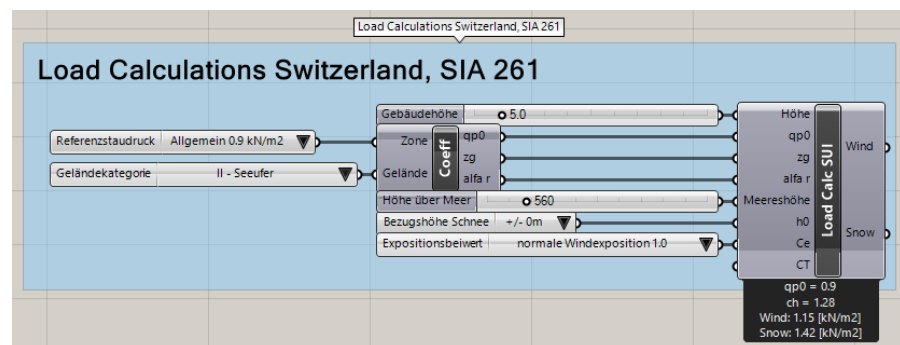 Load Calculations Switzerland, SIA 261
Load Calculations Switzerland, SIA 261
Gebäudehöhe 5.0
Referenzstaudruck Allgemein 0.9 kN/m2
Geländekategorie II - Seeufer
Zone
Gelände
Coeff
qp0
zg
alfa r
Höhe über Meer 560
Bezugshöhe Schnee +/- 0m
Expositionsbeiwert normale Windexposition 1.0
Höhe
qp0
zg
alfa r
Meereshöhe
h0
Ce
CT
Load Calc SUI
Wind
Snow
qp0 = 0.9
ch = 1.28
Wind: 1.15 [kN/m2]
Snow: 1.42 [kN/m2]